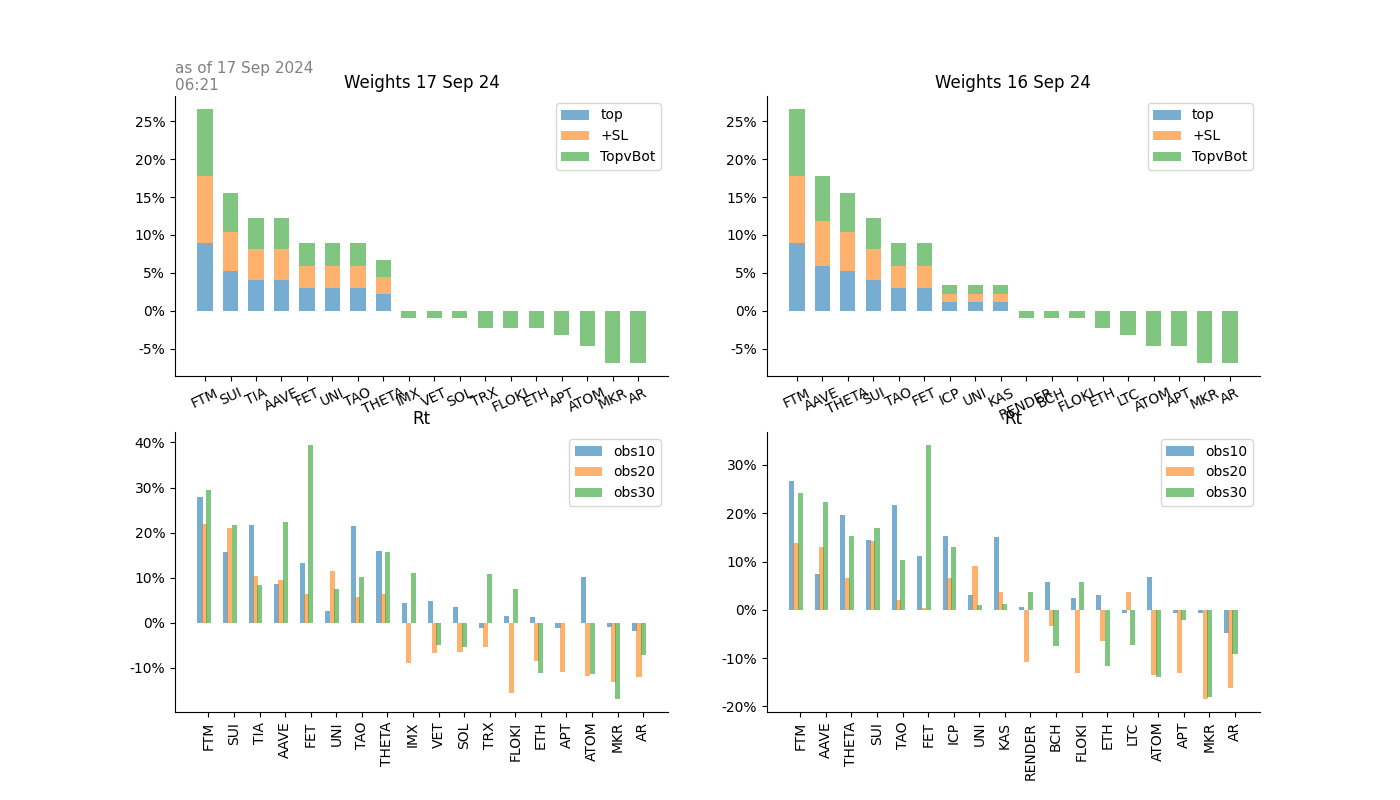 as of 17 Sep 2024
06:21
Weights 17 Sep 24
25%
20%
15%
10%
5%
0%
-5%
top
+SL
TopvBot
FTM SUI TIA AAVE FET UNI TAO THETA IMX VET SOL TRX FLOKI ETH APT ATOM MKR AR
Weights 16 Sep 24
25%
20%
15%
10%
5%
0%
-5%
top
+SL
TopvBot
FTM AAVE THETA SUI TAO FET ICP UNI KAS RENDER BCH FLOKI ETH LTC ATOM APT MKR AR
Rt
40%
30%
20%
10%
0%
-10%
obs10
obs20
obs30
FTM SUI TIA AAVE FET UNI TAO THETA IMX VET SOL TRX FLOKI ETH APT ATOM MKR AR
Rt
30%
20%
10%
0%
-10%
-20%
obs10
obs20
obs30
FTM AAVE THETA SUI TAO FET ICP UNI KAS RENDER BCH FLOKI ETH LTC ATOM APT MKR AR